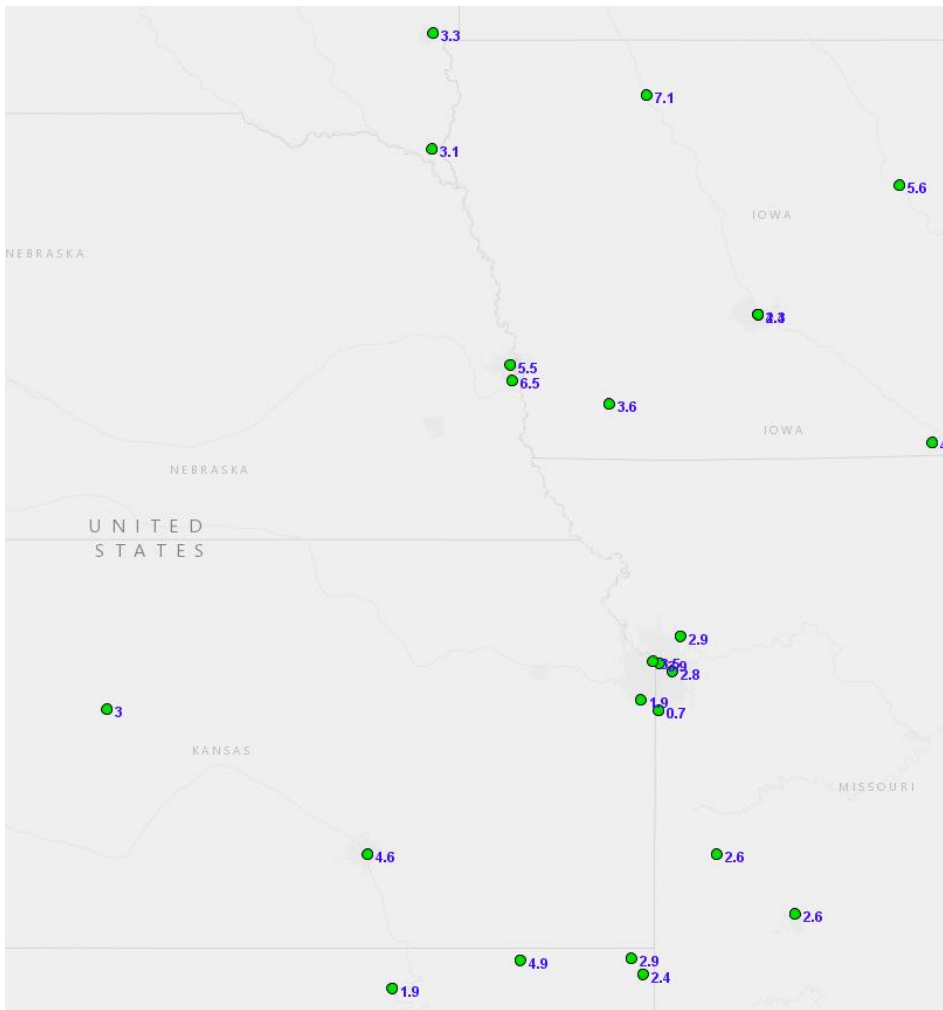 3.3
7.1
3.1
5.6
IOWA
NEBRASKA
5.5
6.5
3.6
IOWA
4
NEBRASKA
UNITED
STATES
2.9
2.8
1.9
0.7
3
KANSAS
MISSOURI
4.6
2.6
2.6
4.9
2.9
2.4
1.9